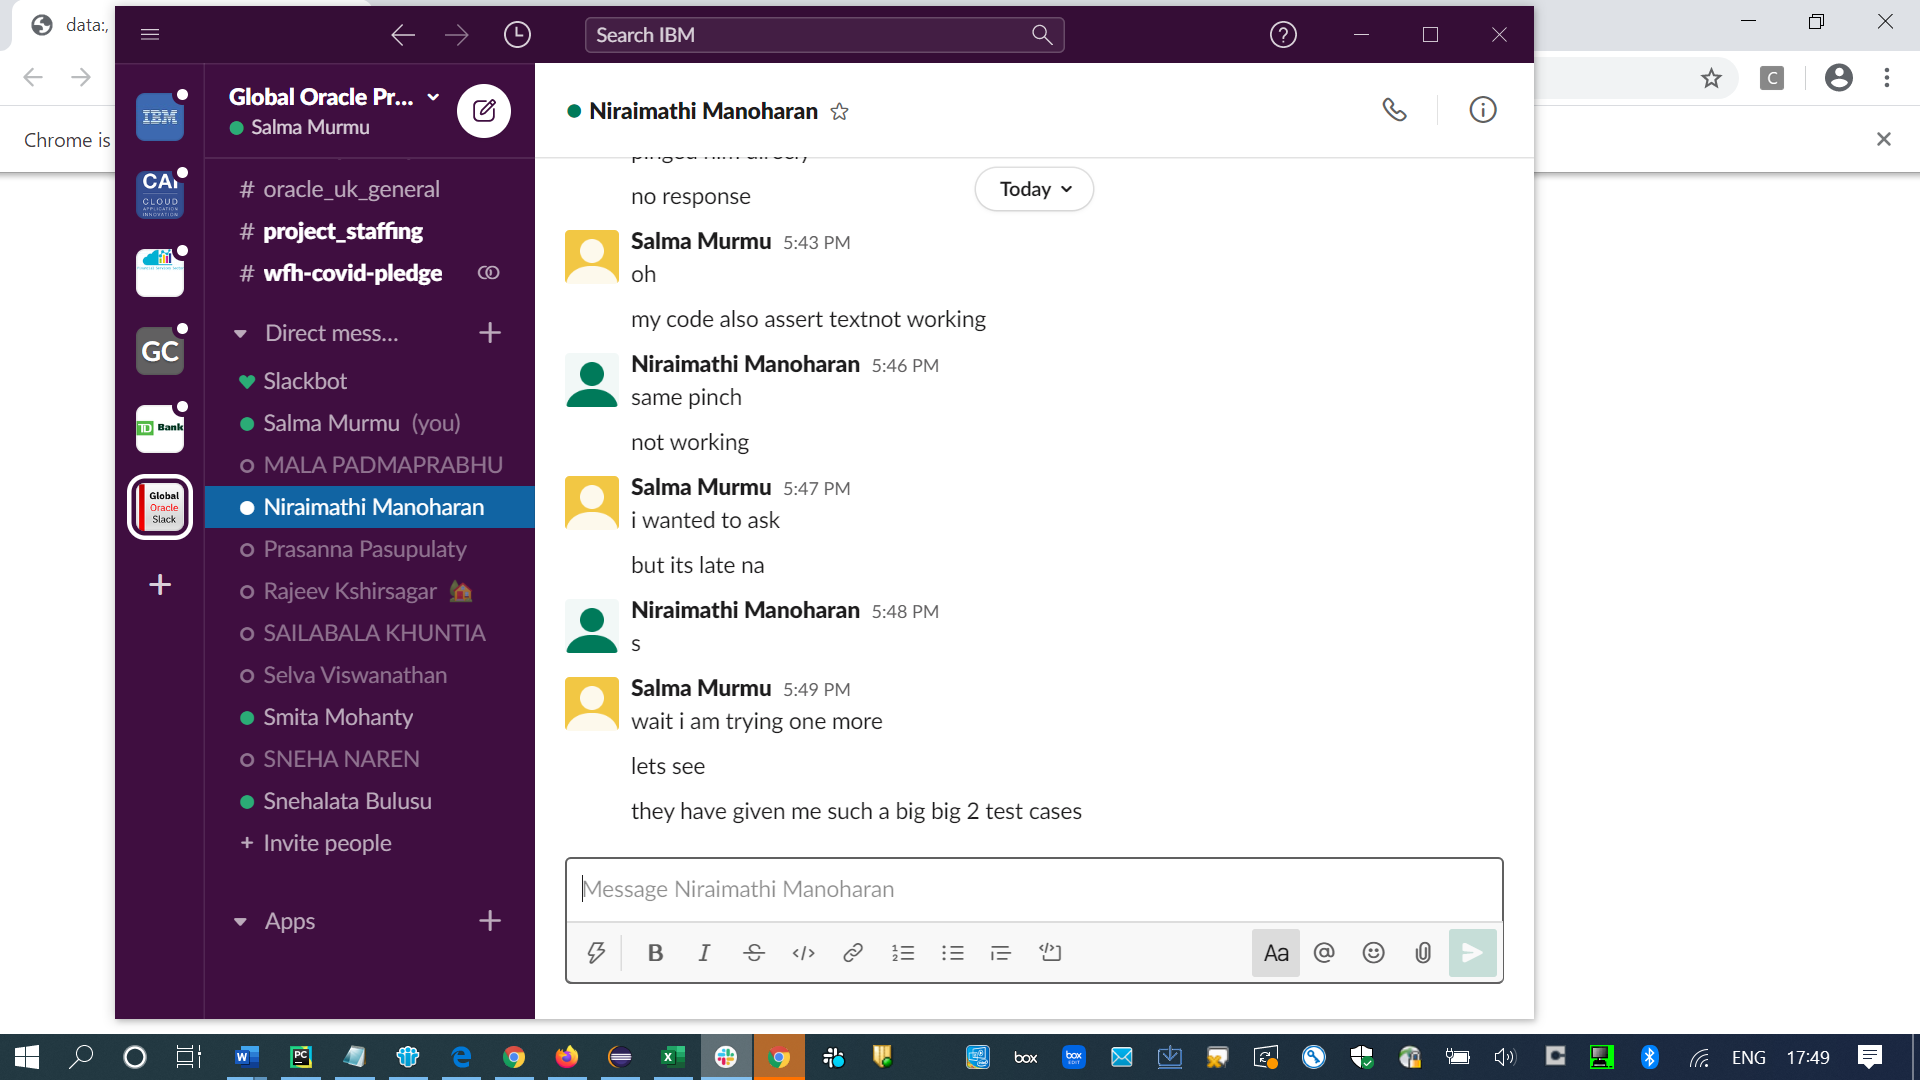 data:,
Search IBM
Chrome is
IBM
Global Oracle Pr...
Salma Murmu
Niraimathi Manoharan
CAI
CLOUD
APPLICATION
INNOVATION
# oracle_uk_general
# project_staffing
# wfh-covid-pledge
GC
TD Bank
Global
Oracle
Slack
Direct mess...
Slackbot
Salma Murmu (you)
MALA PADMAPRABHU
Niraimathi Manoharan
Prasanna Pasupulaty
Rajeev Kshirsagar
SAILABALA KHUNTIA
Selva Viswanathan
Smita Mohanty
SNEHA NAREN
Snehalata Bulusu
+ Invite people
Apps
Today
no response
Salma Murmu 5:43 PM
oh
my code also assert textnot working
Niraimathi Manoharan 5:46 PM
same pinch
not working
Salma Murmu 5:47 PM
i wanted to ask
but its late na
Niraimathi Manoharan 5:48 PM
s
Salma Murmu 5:49 PM
wait i am trying one more
lets see
they have given me such a big big 2 test cases
Message Niraimathi Manoharan
B I S </> Aa @
C
box
box
ENG 17:49